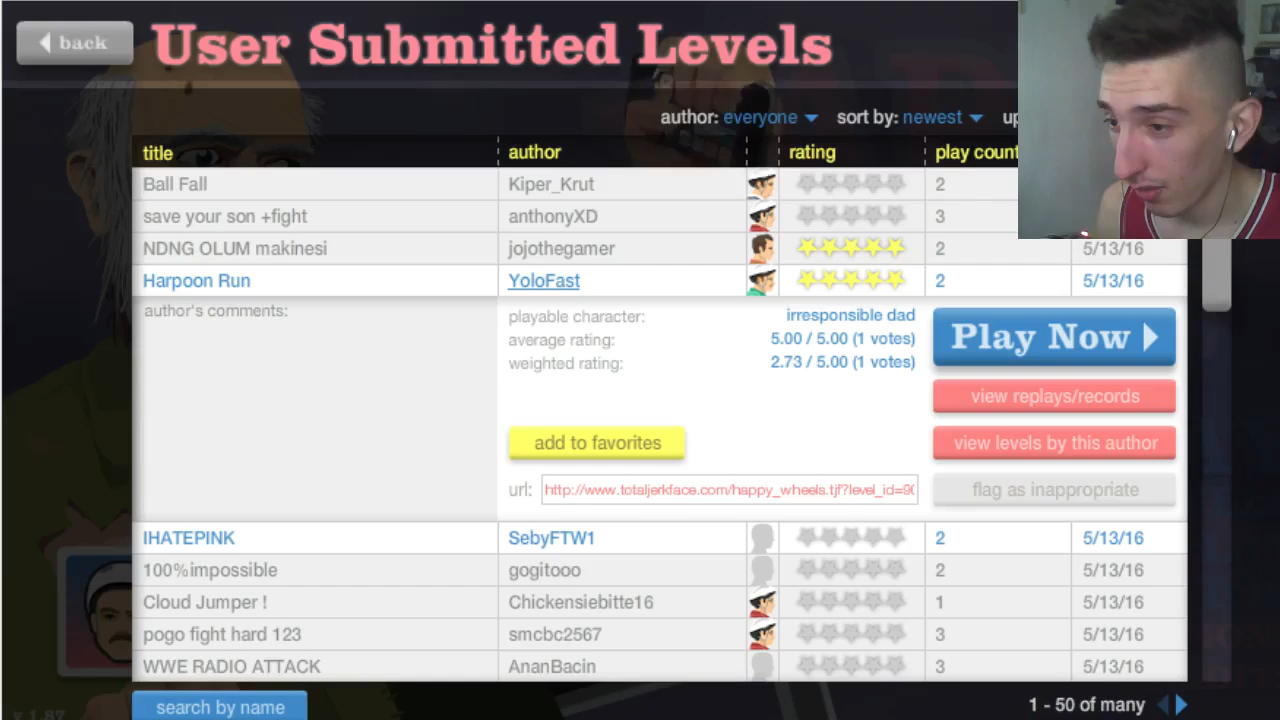 back
User Submitted Levels
author: everyone sort by: newest up
title author rating play count
Ball Fall Kiper_Krut 2
save your son +fight anthonyXD 3
NDNG OLUM makinesi jojothegamer 2 5/13/16
Harpoon Run YoloFast 2 5/13/16
author's comments:
playable character: irresponsible dad
average rating: 5.00 / 5.00 (1 votes)
weighted rating: 2.73 / 5.00 (1 votes)
Play Now
view replays/records
add to favorites
view levels by this author
url: http://www.totaljerkface.com/happy_wheels.tjf?level_id=9
flag as inappropriate
IHATEPINK SebyFTW1 2 5/13/16
100%impossible gogitooo 2 5/13/16
Cloud Jumper ! Chickensiebitte16 1 5/13/16
pogo fight hard 123 smcbc2567 3 5/13/16
WWE RADIO ATTACK AnanBacin 3 5/13/16
search by name
1 - 50 of many
v 1.87